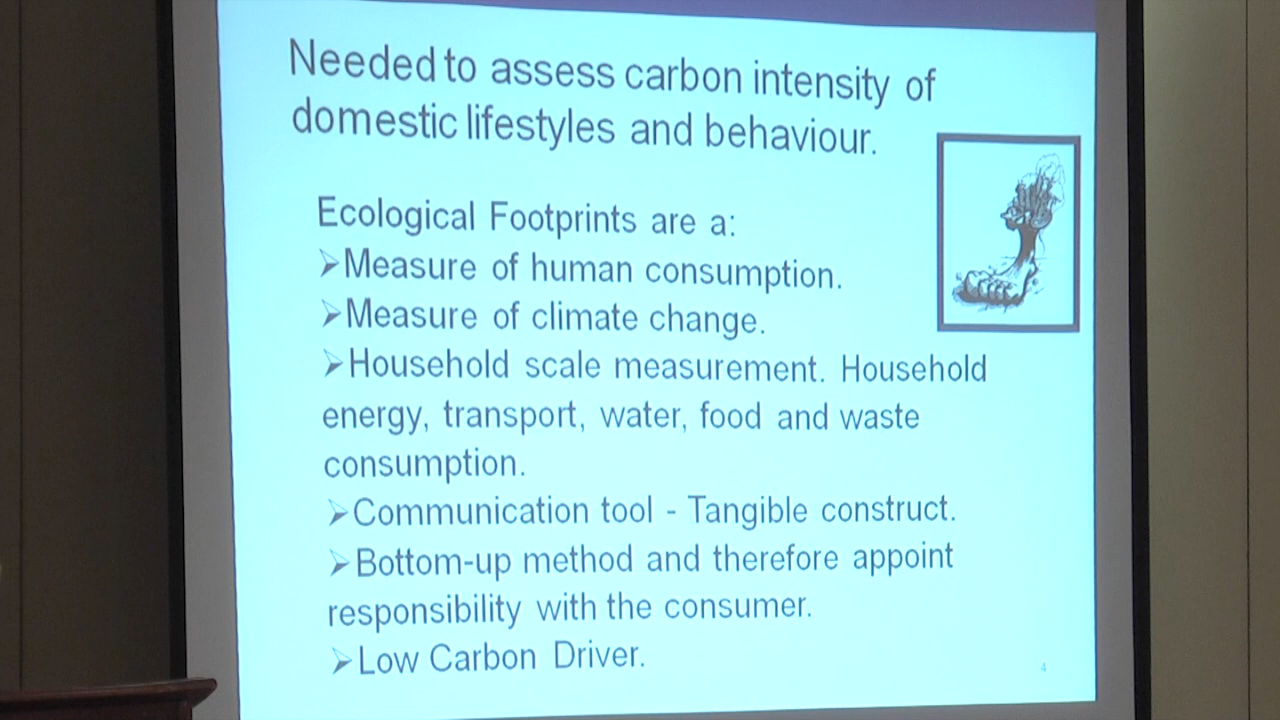 Needed to assess carbon intensity of
domestic lifestyles and behaviour.
Ecological Footprints are a:
➢Measure of human consumption.
➢Measure of climate change.
➢Household scale measurement. Household
energy, transport, water, food and waste
consumption.
➢Communication tool - Tangible construct.
➢Bottom-up method and therefore appoint
responsibility with the consumer.
➢Low Carbon Driver.
4